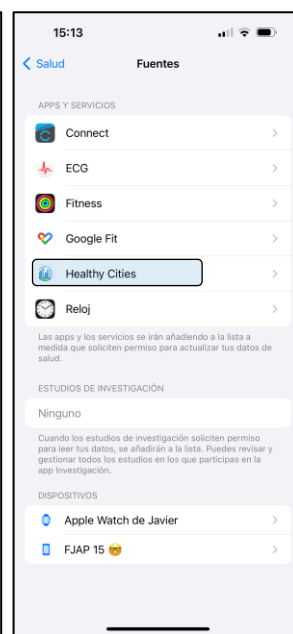 15:13
Salud
Fuentes
APPS Y SERVICIOS
Connect
ECG
Fitness
Google Fit
Healthy Cities
Reloj
Las apps y los servicios se irán añadiendo a la lista a
medida que soliciten permiso para actualizar tus datos de
salud.
ESTUDIOS DE INVESTIGACIÓN
Ninguno
Cuando los estudios de investigación soliciten permiso
para leer tus datos, se añadirán a la lista. Puedes revisar y
gestionar todos los estudios en los que participas en la
app Investigación.
DISPOSITIVOS
Apple Watch de Javier
FJAP 15 🤓